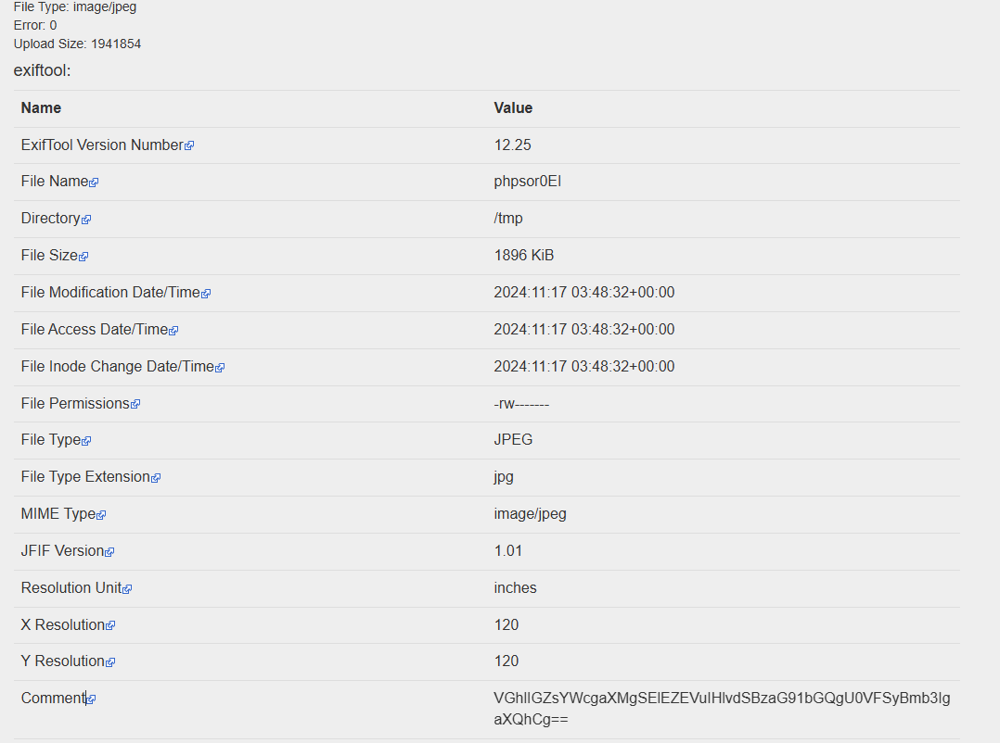 File Type: image/jpeg
Error: 0
Upload Size: 1941854
exiftool:
Name Value
ExifTool Version Number 12.25
File Name phpsor0EI
Directory /tmp
File Size 1896 KiB
File Modification Date/Time 2024:11:17 03:48:32+00:00
File Access Date/Time 2024:11:17 03:48:32+00:00
File Inode Change Date/Time 2024:11:17 03:48:32+00:00
File Permissions -rw-------
File Type JPEG
File Type Extension jpg
MIME Type image/jpeg
JFIF Version 1.01
Resolution Unit inches
X Resolution 120
Y Resolution 120
Comment VGhlIGZsYWcgaXMgSElEZEVuIHlvdSBzaG91bGQgU0VFSyBmb3Ig
aXQhCg==